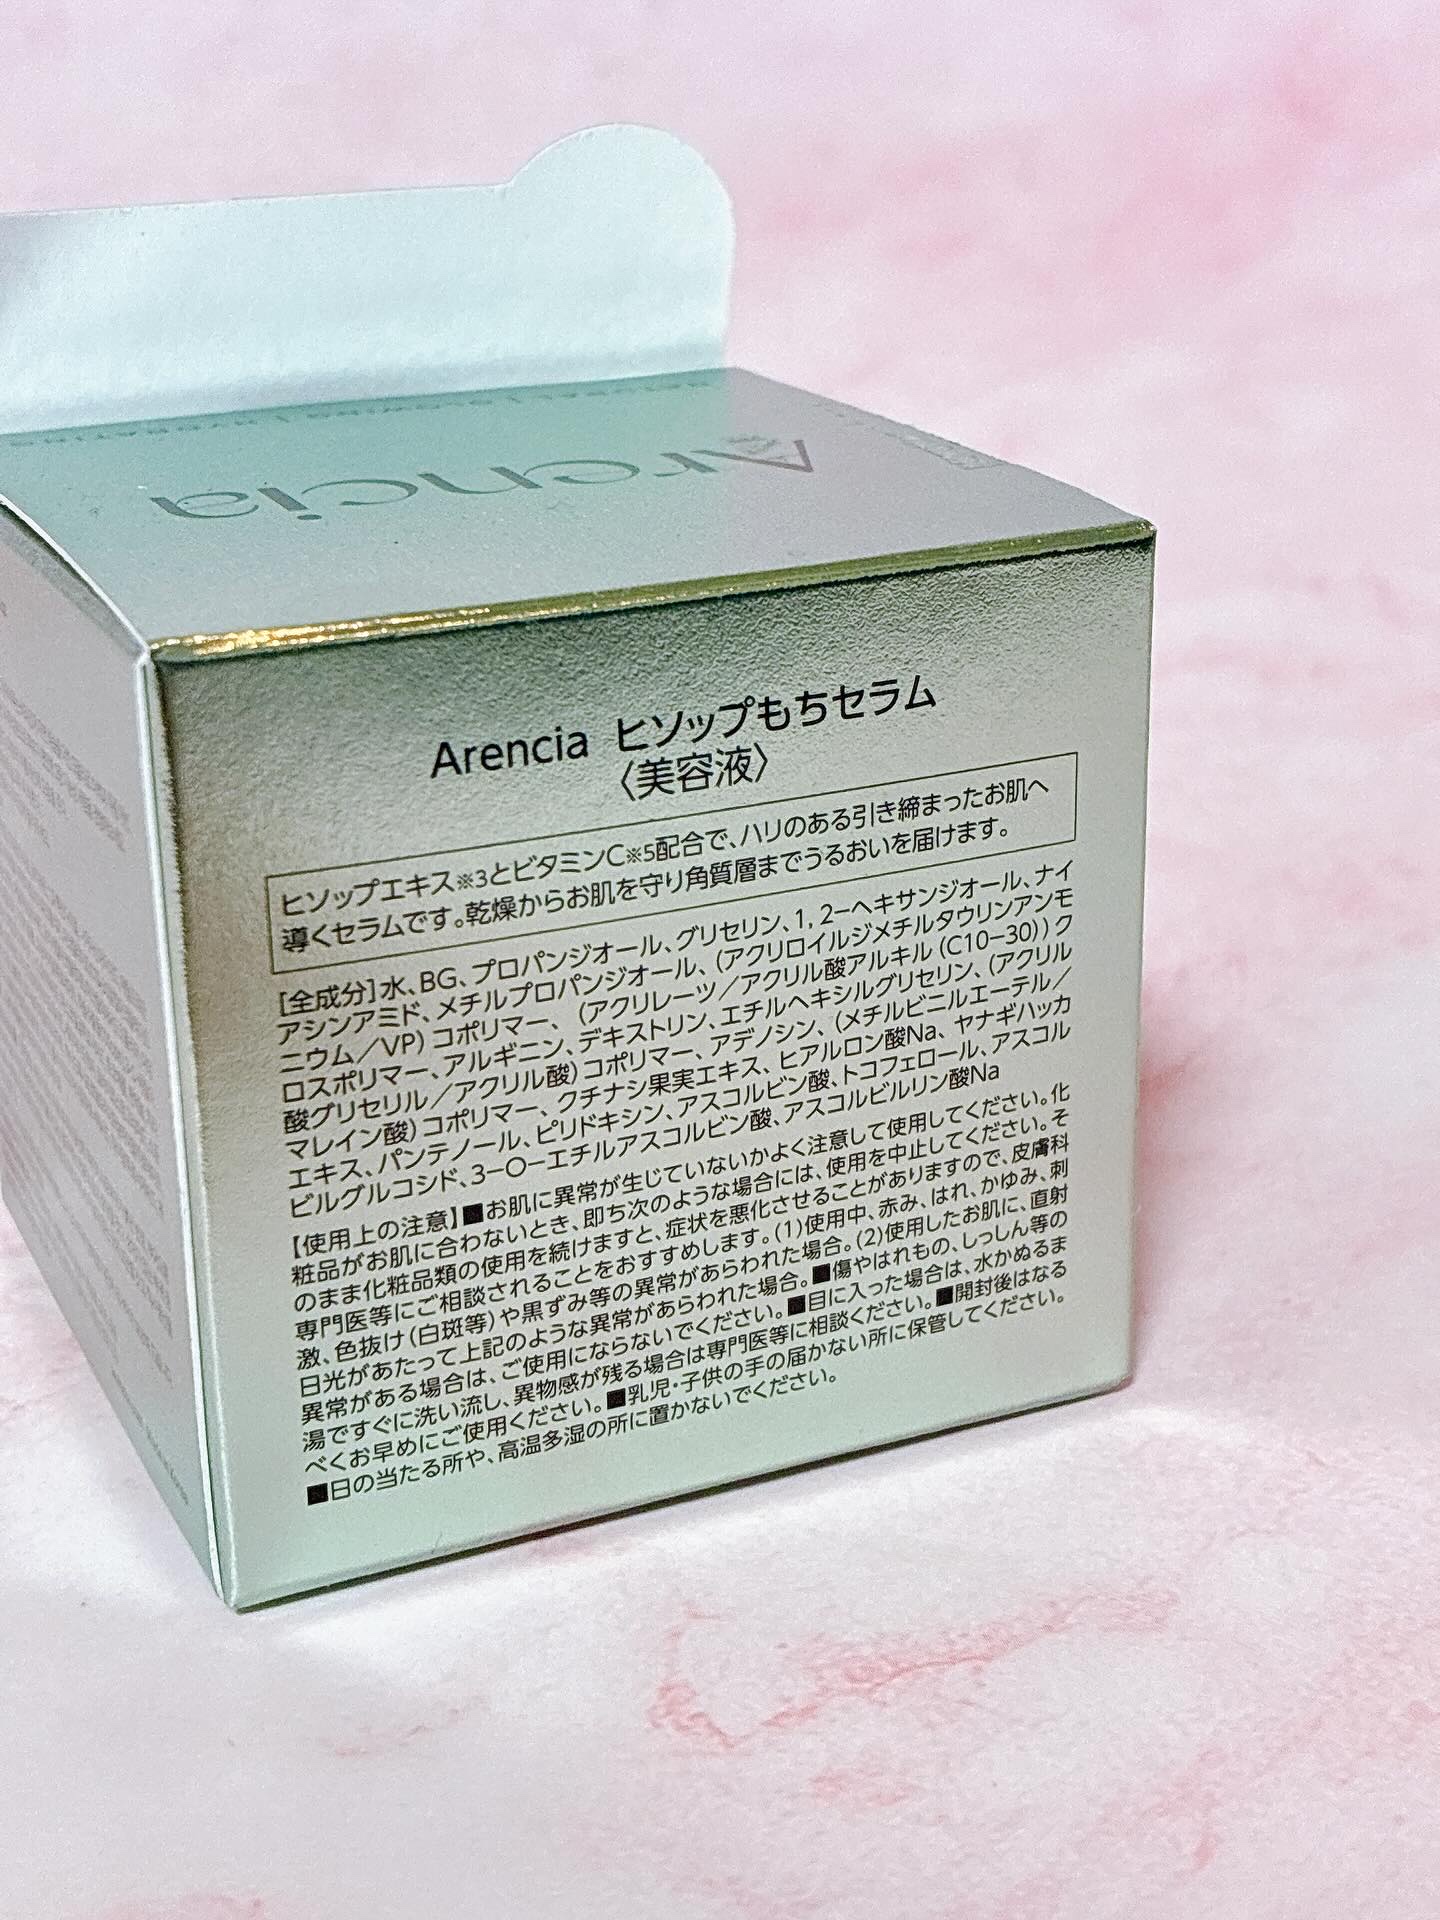 Arencia
Arencia ヒソップもちセラム
〈美容液〉
ヒソップエキス※3とビタミンC※5配合で、ハリのある引き締まったお肌へ
導くセラムです。乾燥からお肌を守り角質層までうるおいを届けます。
[全成分]水、BG、プロパンジオール、グリセリン、1,2-ヘキサンジオール、ナイ
アシンアミド、メチルプロパンジオール、(アクリロイルジメチルタウリンアンモ
ニウム/VP)コポリマー、(アクリレーツ/アクリル酸アルキル(C10-30))ク
ロスポリマー、アルギニン、デキストリン、エチルヘキシルグリセリン、(アクリル
酸グリセリル/アクリル酸)コポリマー、アデノシン、(メチルビニルエーテル/
マレイン酸)コポリマー、クチナシ果実エキス、ヒアルロン酸Na、ヤナギハッカ
エキス、パンテノール、ピリドキシン、アスコルビン酸、トコフェロール、アスコル
ビルグルコシド、3-O-エチルアスコルビン酸、アスコルビルリン酸Na
【使用上の注意】■お肌に異常が生じていないかよく注意して使用してください。化
粧品がお肌に合わないとき、即ち次のような場合には、使用を中止してください。そ
のまま化粧品類の使用を続けますと、症状を悪化させることがありますので、皮膚科
専門医等にご相談されることをおすすめします。(1)使用中、赤み、はれ、かゆみ、刺
激、色抜け(白斑等)や黒ずみ等の異常があらわれた場合。(2)使用したお肌に、直射
日光があたって上記のような異常があらわれた場合。■傷やはれもの、しっしん等の
異常がある場合は、ご使用にならないでください。■目に入った場合は、水かぬるま
湯ですぐに洗い流し、異物感が残る場合は専門医等に相談ください。■開封後はなる
べくお早めにご使用ください。■乳児・子供の手の届かない所に保管してください。
■日の当たる所や、高温多湿の所に置かないでください。